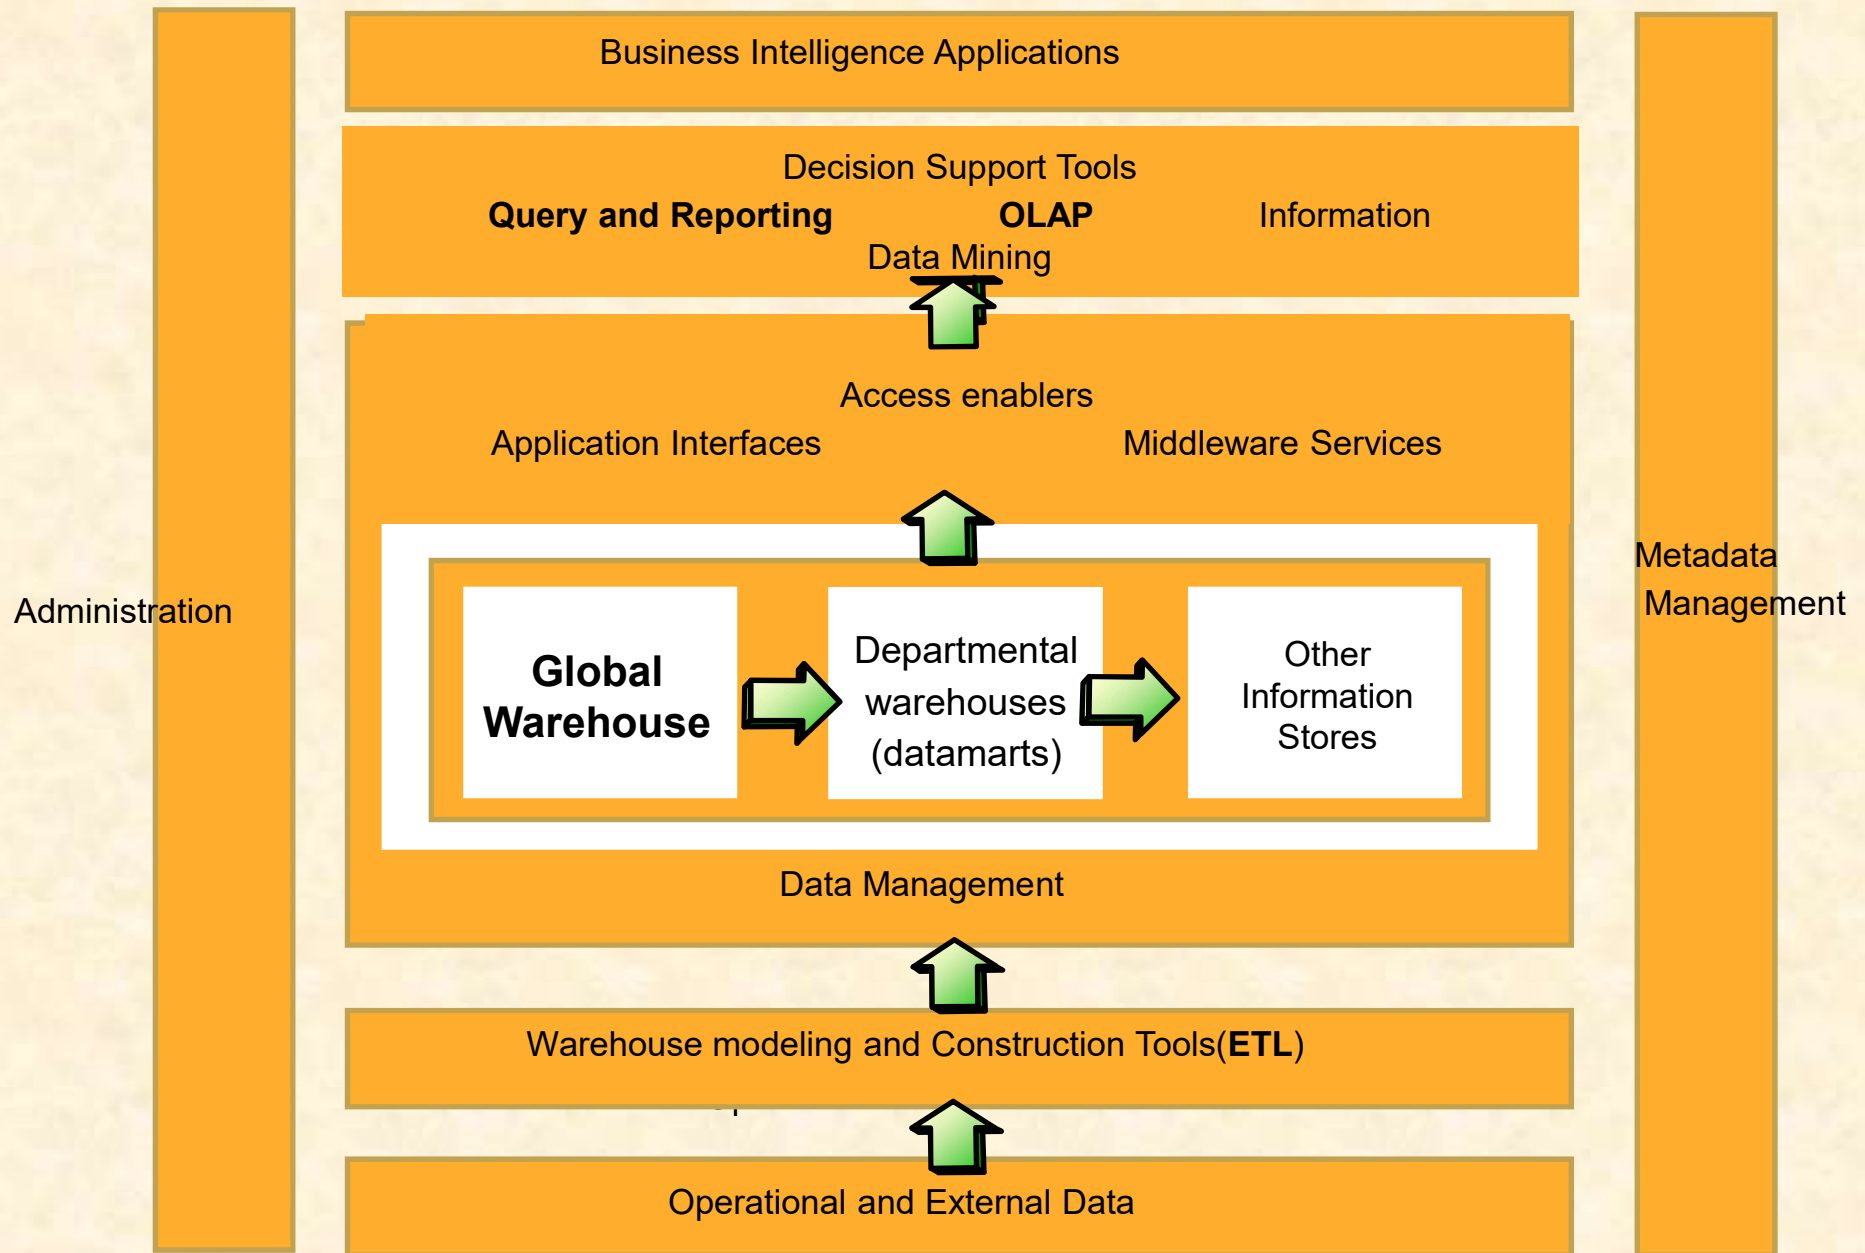 Business Intelligence Applications
Decision Support Tools
Query and Reporting OLAP Information
Data Mining
Access enablers
Application Interfaces Middleware Services
Administration
Global
Warehouse
Departmental
warehouses
(datamarts)
Other
Information
Stores
Metadata
Management
Data Management
Warehouse modeling and Construction Tools(ETL)
Operational and External Data